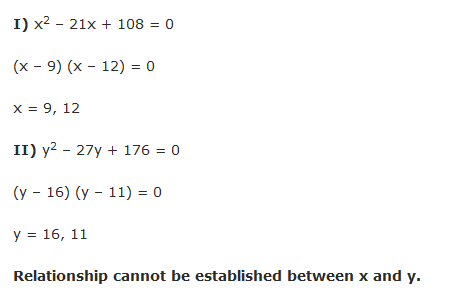 I) x² – 21x + 108 = 0
(x – 9) (x – 12) = 0
x = 9, 12
II) y² – 27y + 176 = 0
(y – 16) (y – 11) = 0
y = 16, 11
Relationship cannot be established between x and y.